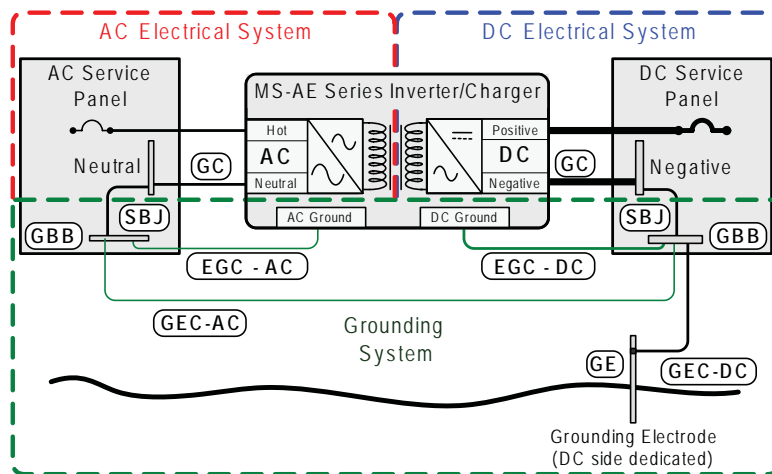 AC Electrical System
DC Electrical System
AC Service
Panel
MS-AE Series Inverter/Charger
DC Service
Panel
Hot
AC
Neutral
Positive
DC
Negative
Neutral
GC
GC
Negative
SBJ
GBB
AC Ground
DC Ground
SBJ
GBB
EGC - AC
EGC - DC
GEC-AC
Grounding
System
GE
GEC-DC
Grounding Electrode
(DC side dedicated)